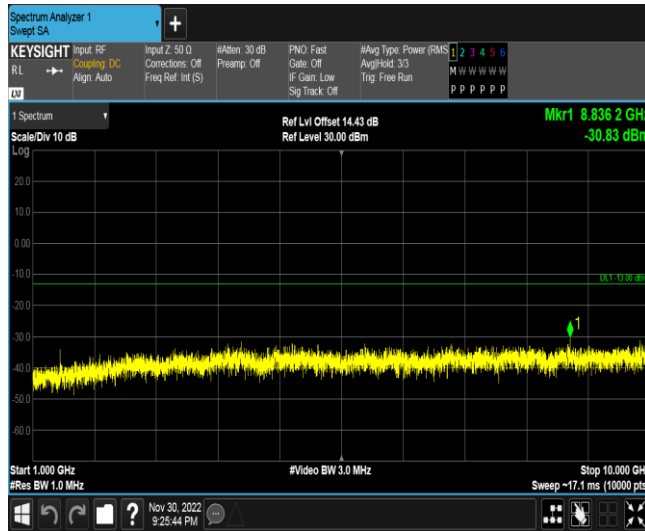 Spectrum Analyzer 1
Swept SA
+
KEYSIGHT
RL
LXI
Input: RF
Coupling: DC
Align: Auto
Input Z: 50 Ω
Corrections: Off
Freq Ref: Int (S)
#Atten: 30 dB
Preamp: Off
PNO: Fast
Gate: Off
IF Gain: Low
Sig Track: Off
#Avg Type: Power (RMS
Avg|Hold: 3/3
Trig: Free Run
1 2 3 4 5 6
M W W W W W
P P P P P P
1 Spectrum
Scale/Div 10 dB
Log
Ref Lvl Offset 14.43 dB
Ref Level 30.00 dBm
Mkr1 8.836 2 GHz
-30.83 dBm
20.0
10.0
0.00
-10.0
DL1 -13.00 dBm
-20.0
1
-30.0
-40.0
-50.0
-60.0
Start 1.000 GHz
#Res BW 1.0 MHz
#Video BW 3.0 MHz
Stop 10.000 GH
Sweep ~17.1 ms (10000 pts
?
Nov 30, 2022
9:25:44 PM